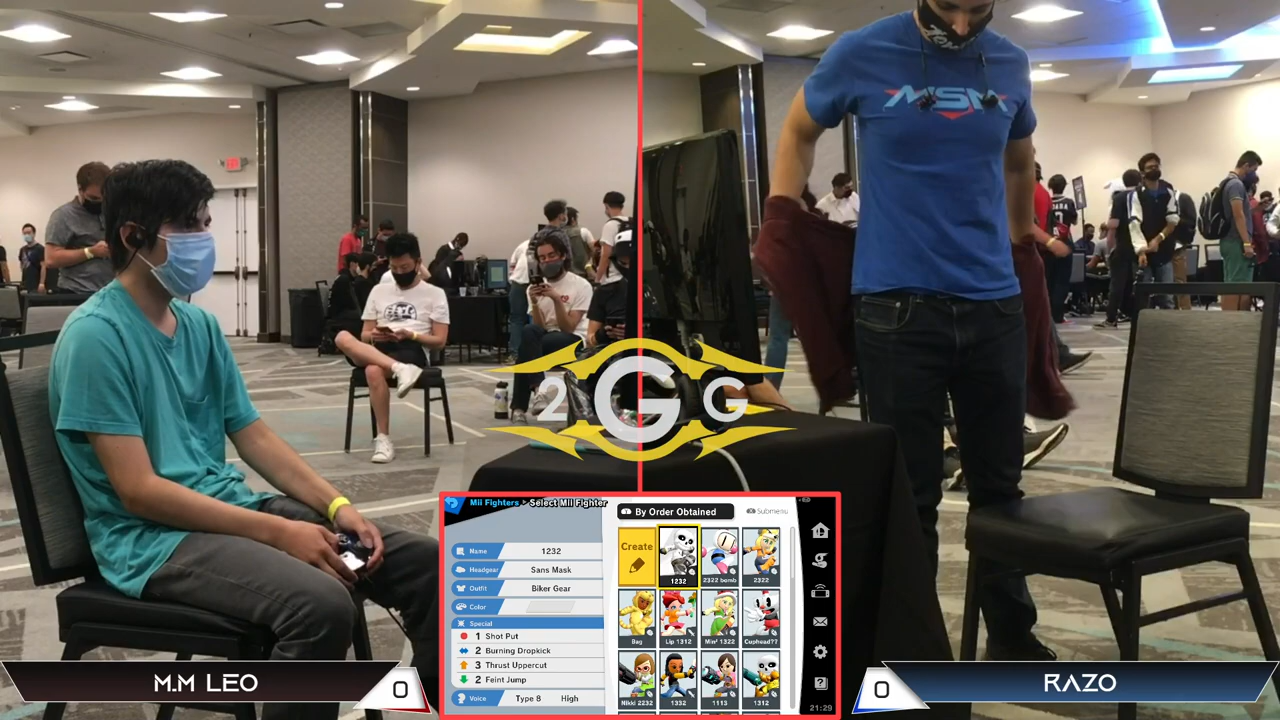 MSM
2GG
Mii Fighters ▸ Select Mii Fighter
By Order Obtained
Submenu
Name 1232
Headgear Sans Mask
Outfit Biker Gear
Color
Special
1 Shot Put
2 Burning Dropkick
3 Thrust Uppercut
2 Feint Jump
Voice Type 8 High
Create
1232
2322 bomb
2322
Bag
Lip 1312
Min² 1322
Cuphead??
Nikki 2232
1332
1113
1312
21:29
M.M LEO
0
0
RAZO